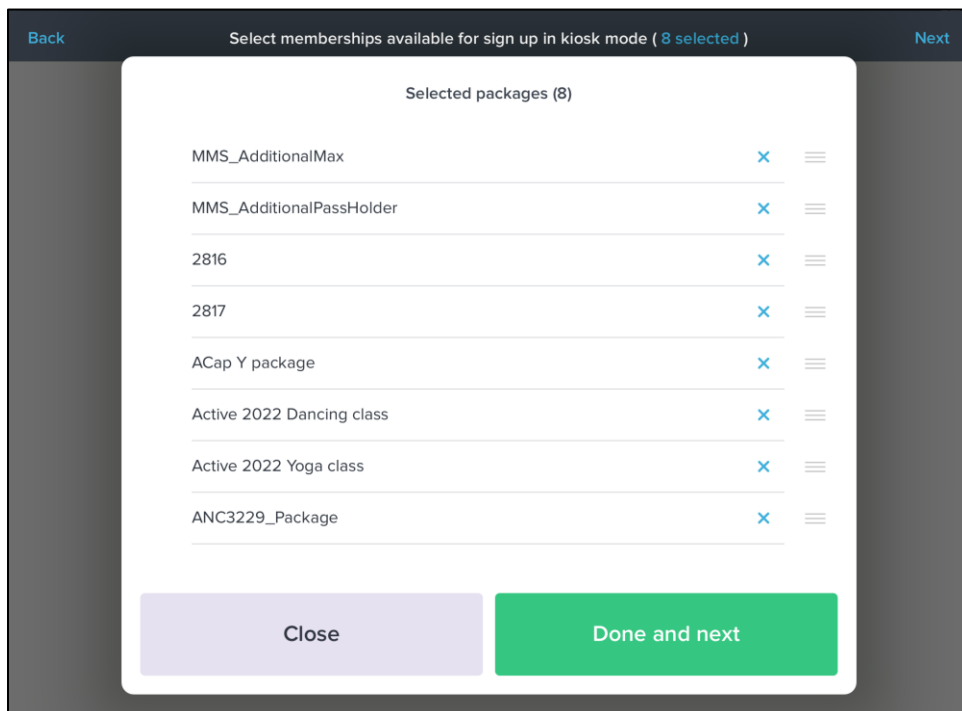 Back Select memberships available for sign up in kiosk mode ( 8 selected ) Next
Selected packages (8)
MMS_AdditionalMax
MMS_AdditionalPassHolder
2816
2817
ACap Y package
Active 2022 Dancing class
Active 2022 Yoga class
ANC3229_Package
Close Done and next